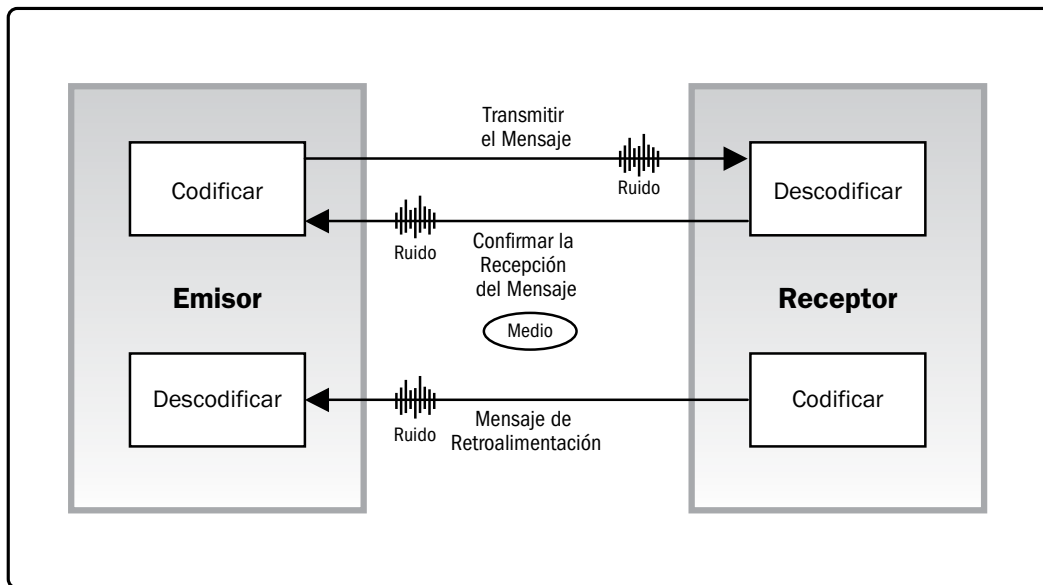 Transmitir
el Mensaje
Codificar
Ruido
Descodificar
Ruido
Confirmar la
Recepción
del Mensaje
Emisor
Receptor
Medio
Descodificar
Ruido
Mensaje de
Retroalimentación
Codificar